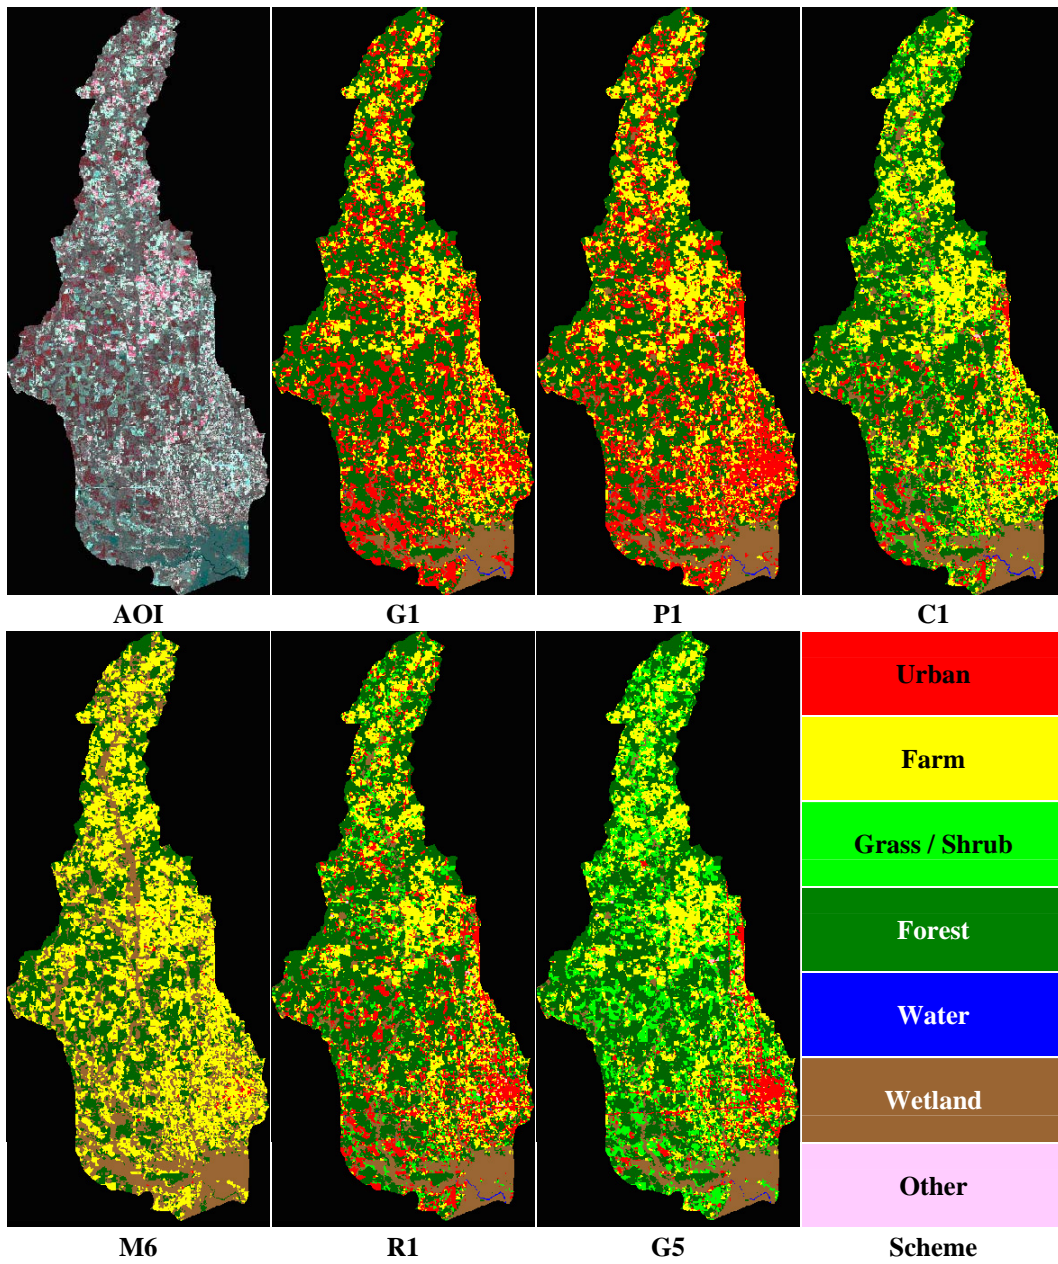 AOI
G1
P1
C1
Urban
Farm
Grass / Shrub
Forest
Water
Wetland
Other
M6
R1
G5
Scheme